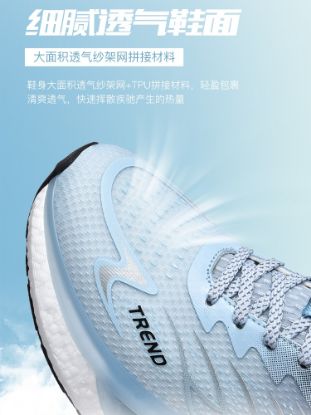 细腻透气鞋面
大面积透气纱架网拼接材料
鞋身大面积透气纱架网+TPU拼接材料，轻盈包裹
清爽透气，快速挥散疾驰产生的热量
TREND